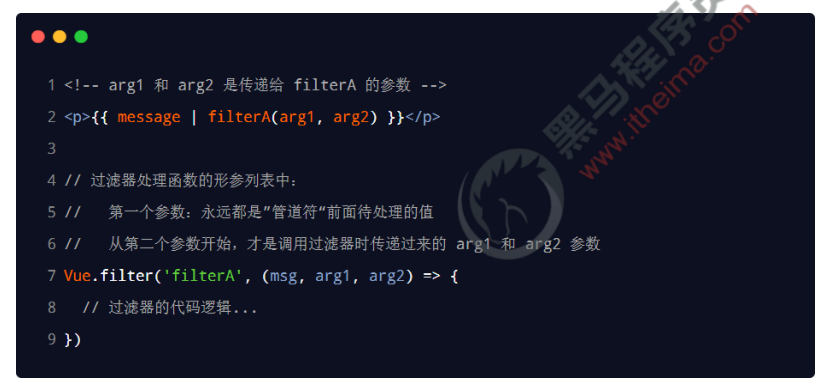 1 <!-- arg1 和 arg2 是传递给 filterA 的参数 -->
2 <p>{{ message | filterA(arg1, arg2) }}</p>
3
4 // 过滤器处理函数的形参列表中：
5 //   第一个参数：永远都是”管道符“前面待处理的值
6 //   从第二个参数开始，才是调用过滤器时传递过来的 arg1 和 arg2 参数
7 Vue.filter('filterA', (msg, arg1, arg2) => {
8   // 过滤器的代码逻辑...
9 })
黑马程序员
www.itheima.com